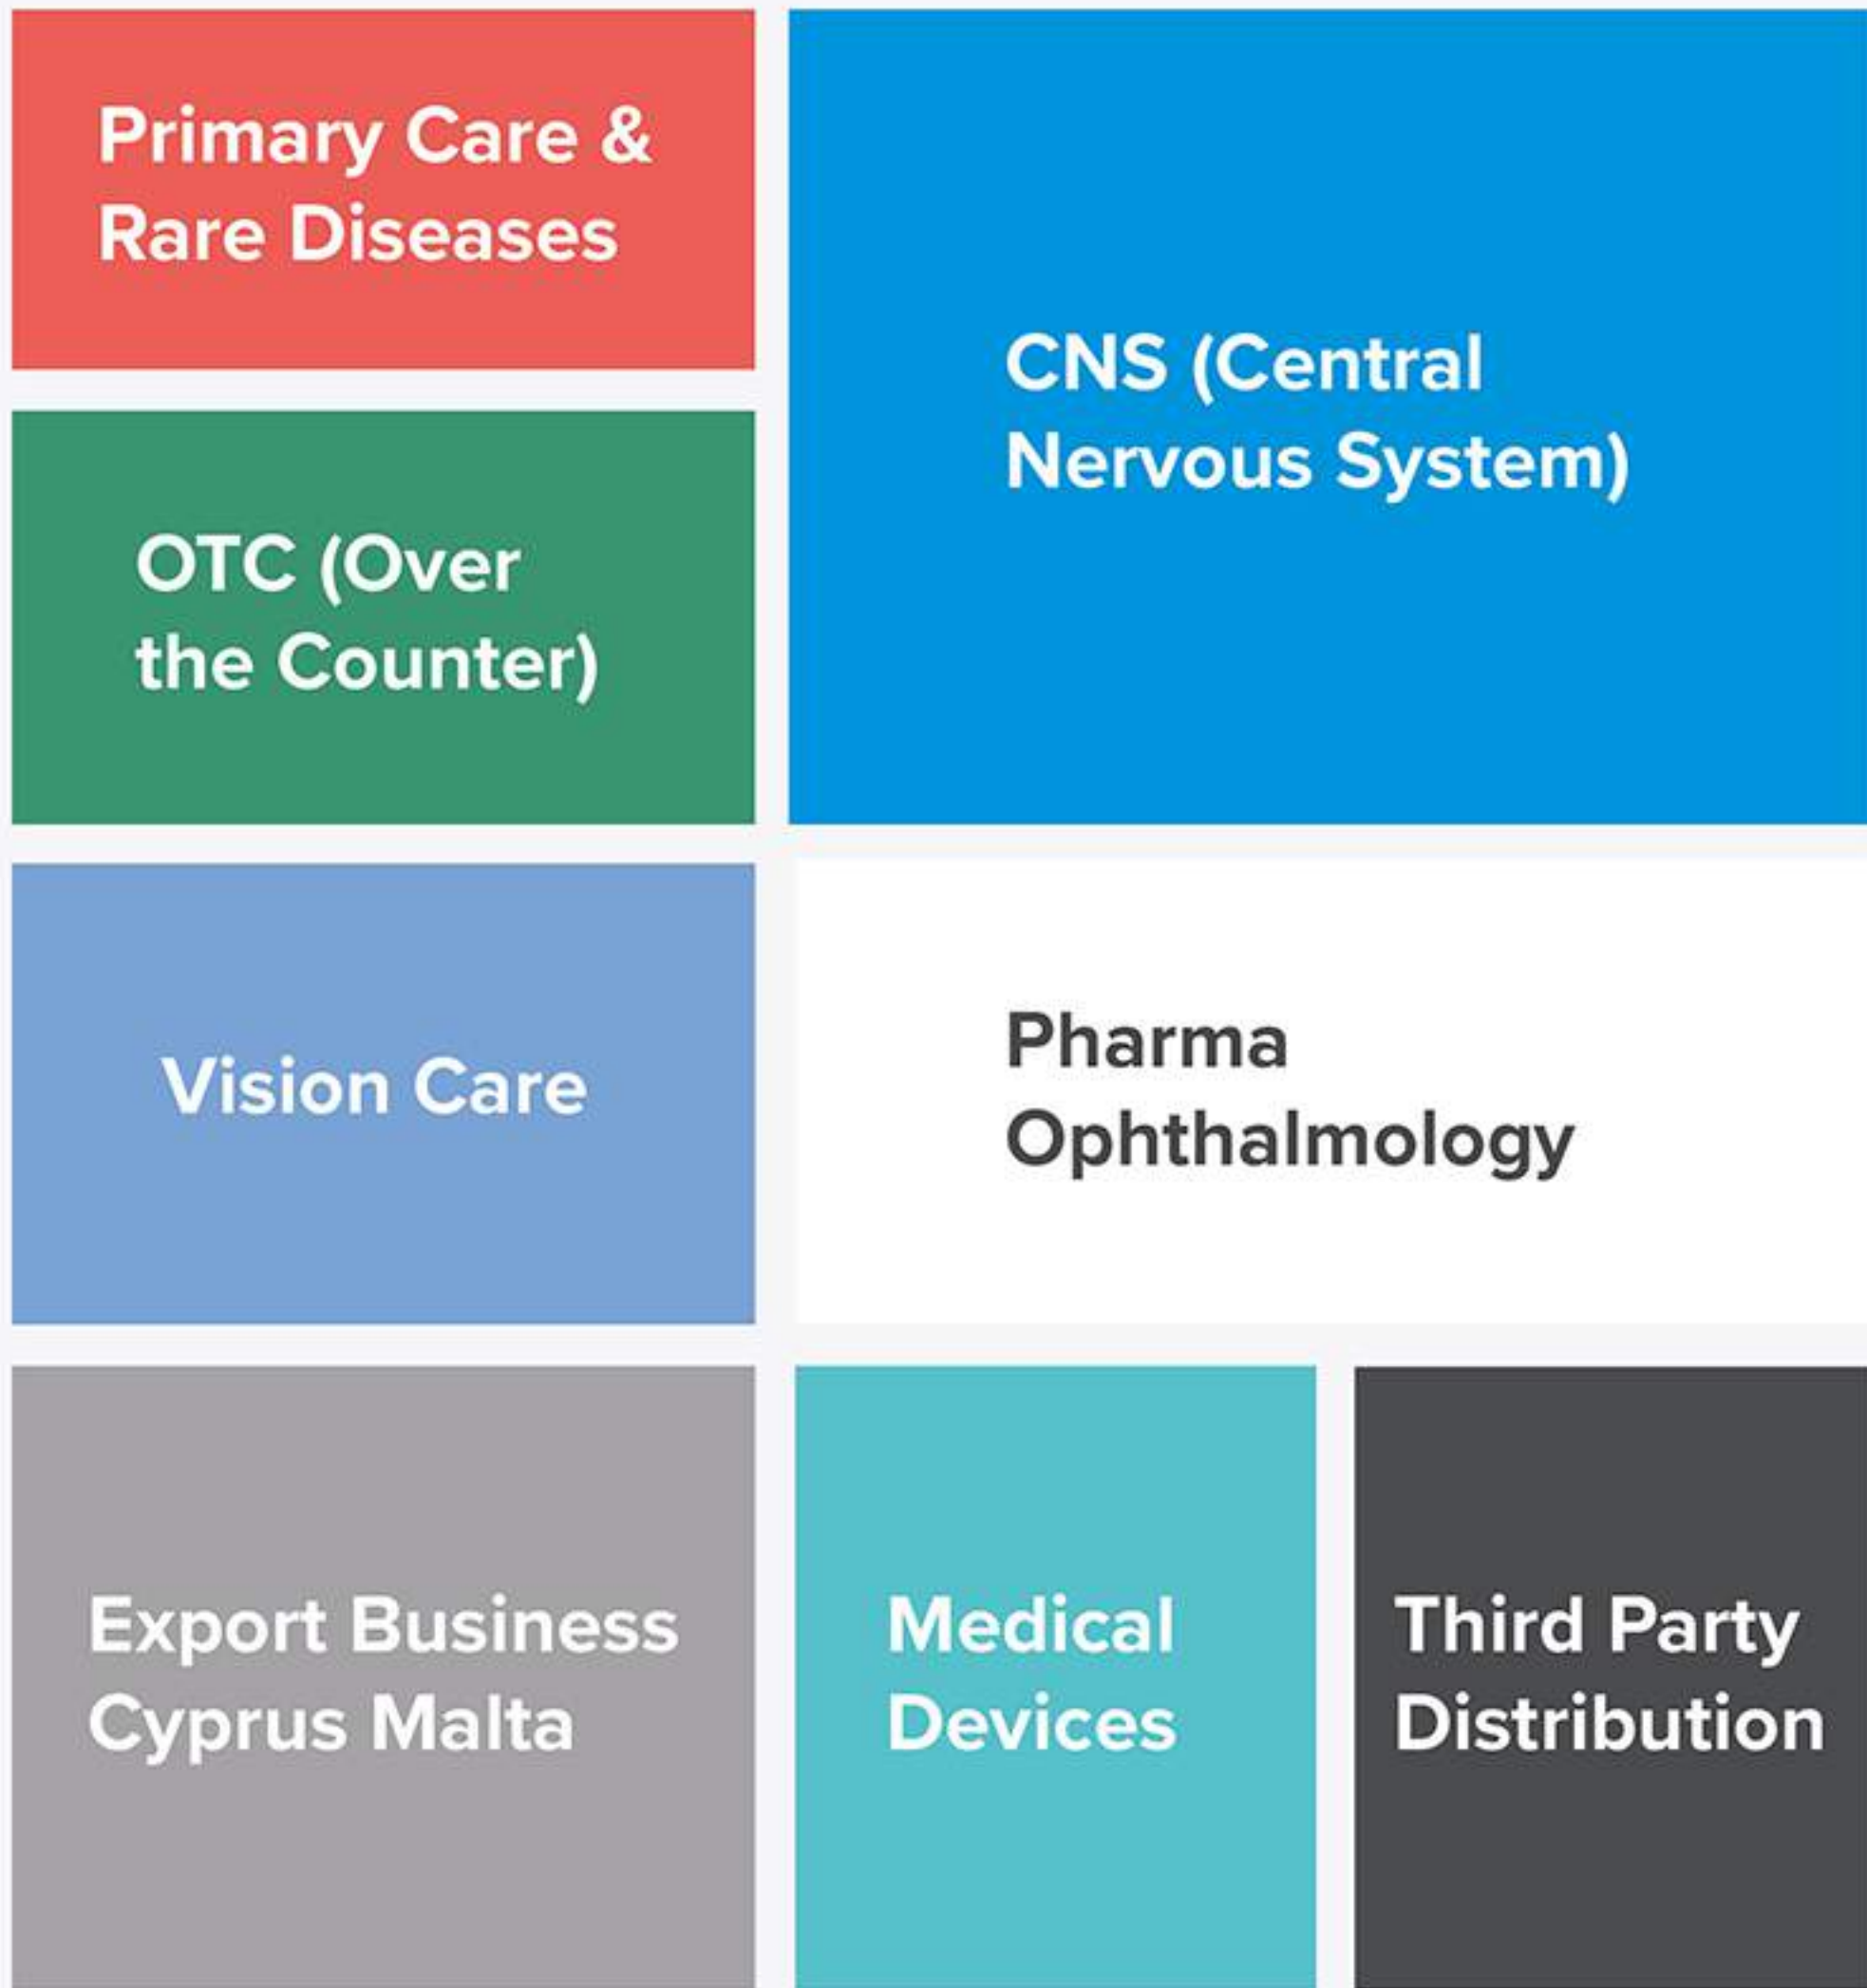 Primary Care &
Rare Diseases
CNS (Central
Nervous System)
OTC (Over
the Counter)
Vision Care
Pharma
Ophthalmology
Export Business
Cyprus Malta
Medical
Devices
Third Party
Distribution